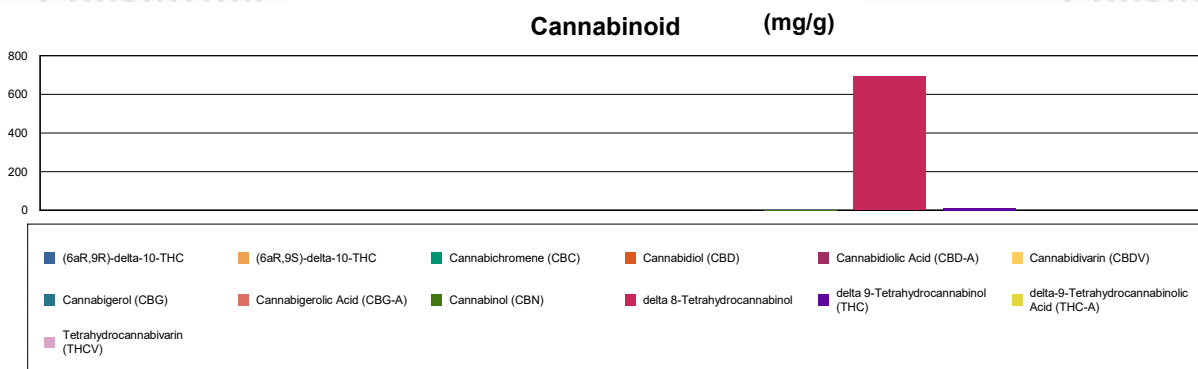 Cannabinoid (mg/g)
800
600
400
200
0
(6aR,9R)-delta-10-THC
(6aR,9S)-delta-10-THC
Cannabichromene (CBC)
Cannabidiol (CBD)
Cannabidiolic Acid (CBD-A)
Cannabidivarin (CBDV)
Cannabigerol (CBG)
Cannabigerolic Acid (CBG-A)
Cannabinol (CBN)
delta 8-Tetrahydrocannabinol
delta 9-Tetrahydrocannabinol
(THC)
delta-9-Tetrahydrocannabinolic
Acid (THC-A)
Tetrahydrocannabivarin
(THCV)